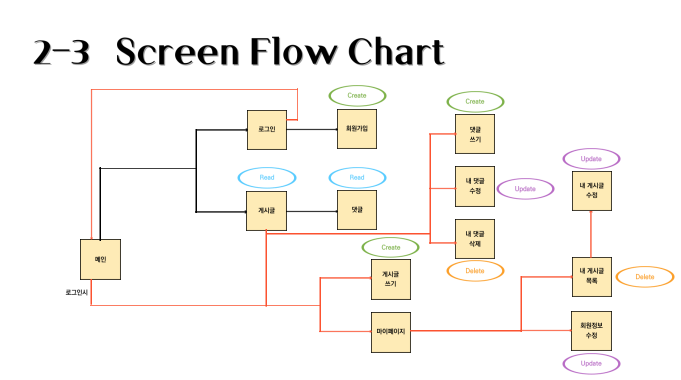 2-3 Screen Flow Chart
Create
로그인
회원가입
Read
Read
게시글
댓글
메인
로그인시
Create
댓글
쓰기
내 댓글
수정
Update
내 댓글
삭제
Delete
Create
게시글
쓰기
마이페이지
Update
내 게시글
수정
내 게시글
목록
Delete
회원정보
수정
Update